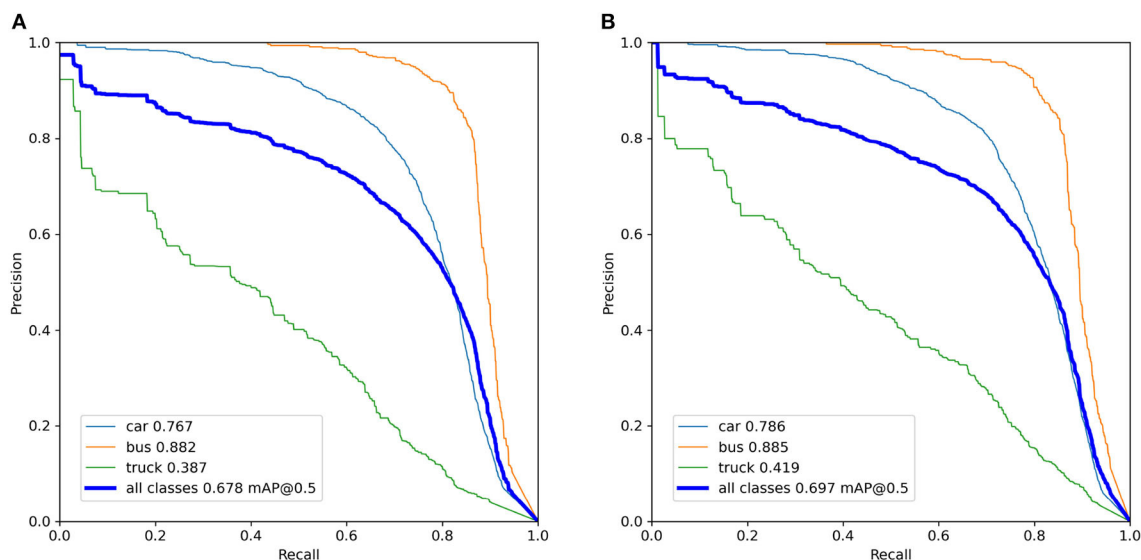 A
1.0
0.8
0.6
0.4
0.2
0.0
Precision
car 0.767
bus 0.882
truck 0.387
all classes 0.678 mAP@0.5
0.0 0.2 0.4 0.6 0.8 1.0
Recall
B
1.0
0.8
0.6
0.4
0.2
0.0
Precision
car 0.786
bus 0.885
truck 0.419
all classes 0.697 mAP@0.5
0.0 0.2 0.4 0.6 0.8 1.0
Recall